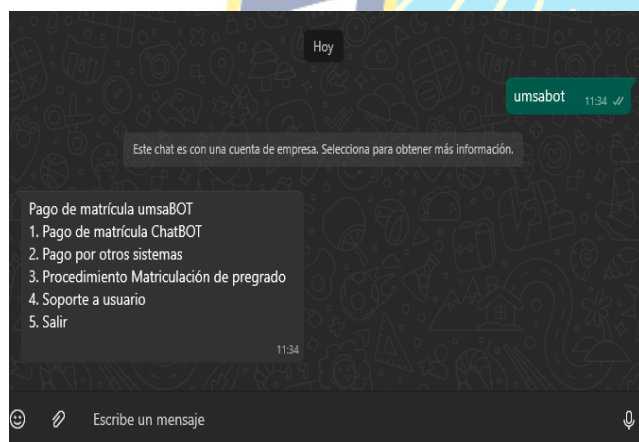 Hoy
umsabot 11:34
Este chat es con una cuenta de empresa. Selecciona para obtener más información.
Pago de matrícula umsaBOT
1. Pago de matrícula ChatBOT
2. Pago por otros sistemas
3. Procedimiento Matriculación de pregrado
4. Soporte a usuario
5. Salir
11:34
Escribe un mensaje